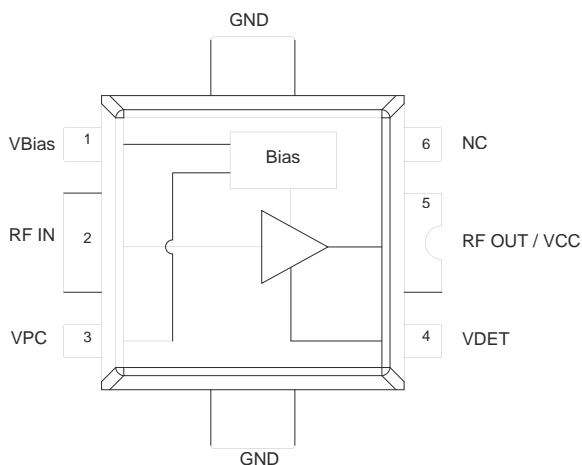 GND
VBias 1 6 NC
Bias
5
RF IN 2 RF OUT / VCC
VPC 3 4 VDET
GND